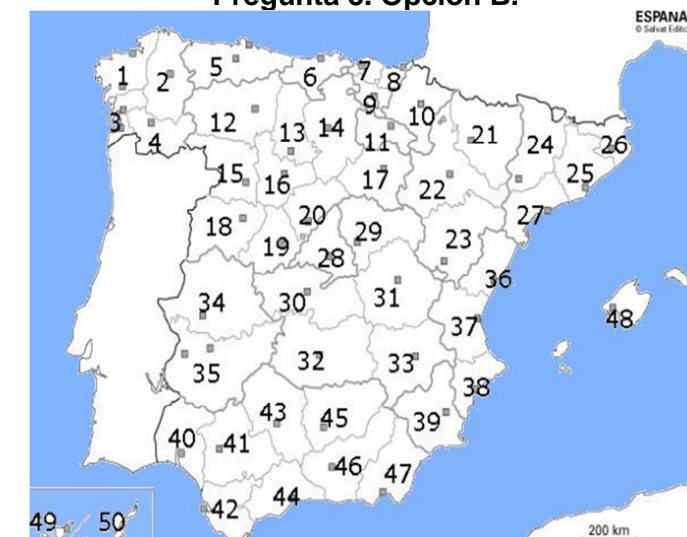 Pregunta 3. Opción B.
ESPAÑA
© Salvat Edito
1 2 5 6 7 8
3 4 12 13 14 9 11 10 21 24 26
15 16 17 22 25
18 19 20 29 23 27
28 36
34 30 31 48
35 32 33 37
38
40 41 43 45 39
46 47
42 44
49 50
200 km